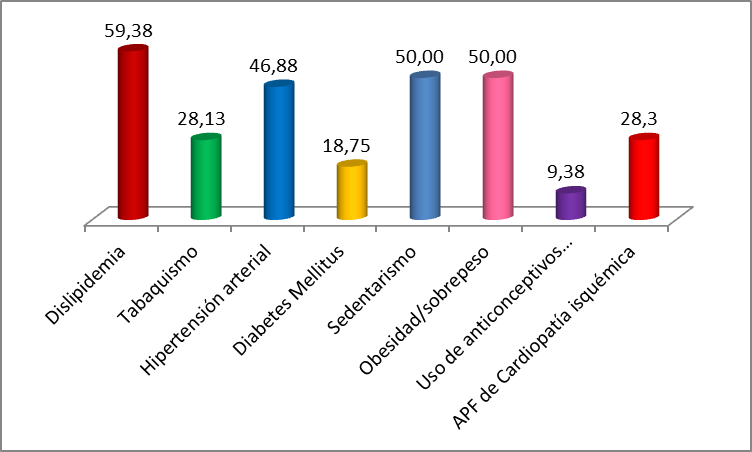 59,38
28,13
46,88
18,75
50,00
50,00
9,38
28,3
Dislipidemia
Tabaquismo
Hipertensión arterial
Diabetes Mellitus
Sedentarismo
Obesidad/sobrepeso
Uso de anticonceptivos...
APF de Cardiopatía isquémica